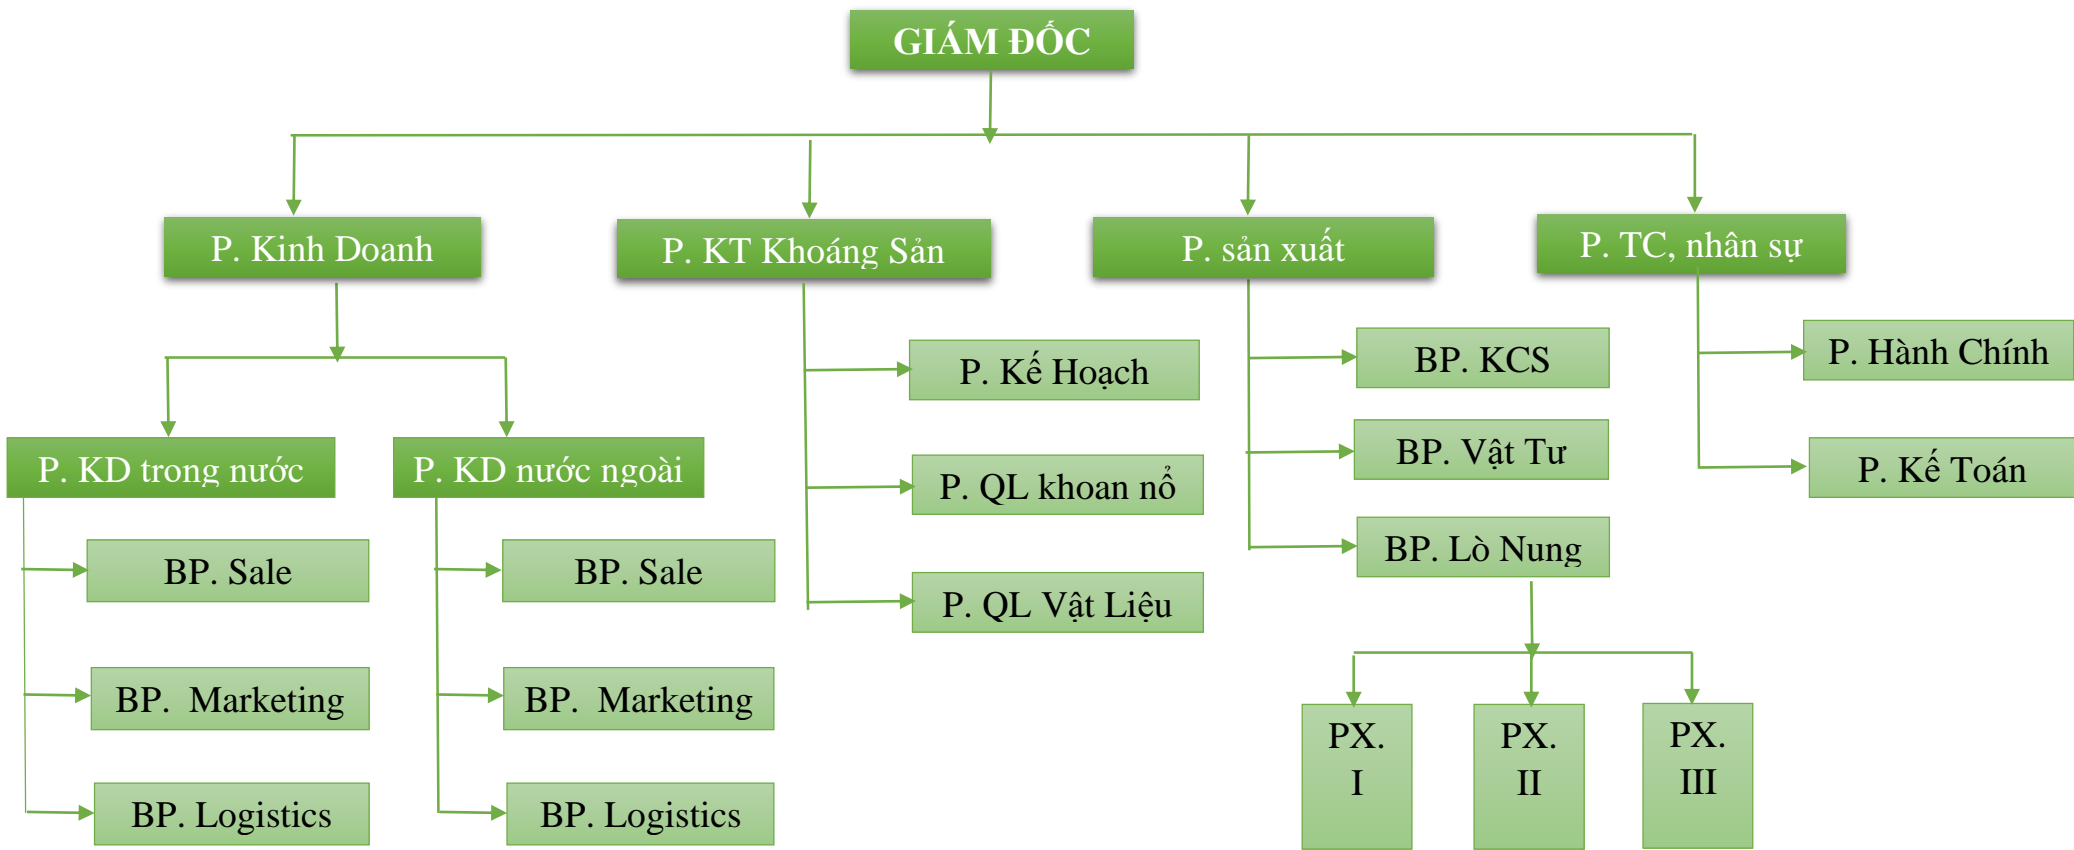 GIÁM ĐỐC
P. Kinh Doanh
P. KT Khoáng Sản
P. sản xuất
P. TC, nhân sự
P. KD trong nước
P. KD nước ngoài
BP. Sale
BP. Marketing
BP. Logistics
BP. Sale
BP. Marketing
BP. Logistics
P. Kế Hoạch
P. QL khoan nổ
P. QL Vật Liệu
BP. KCS
BP. Vật Tư
BP. Lò Nung
PX.
I
PX.
II
PX.
III
P. Hành Chính
P. Kế Toán